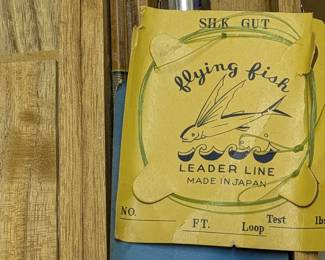 SILK GUT
flying fish
LEADER LINE
MADE IN JAPAN
NO. FT. Loop Test lbs